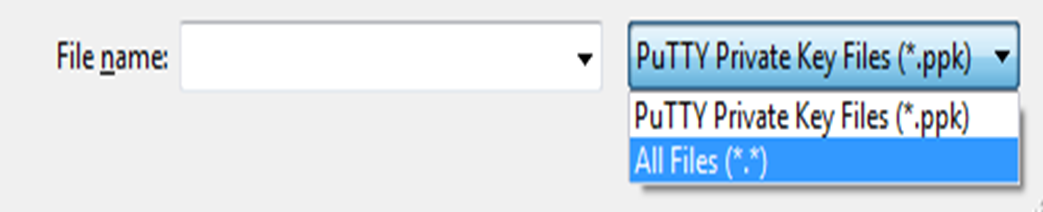 File name: PuTTY Private Key Files (*.ppk)
PuTTY Private Key Files (*.ppk)
All Files (*.*)